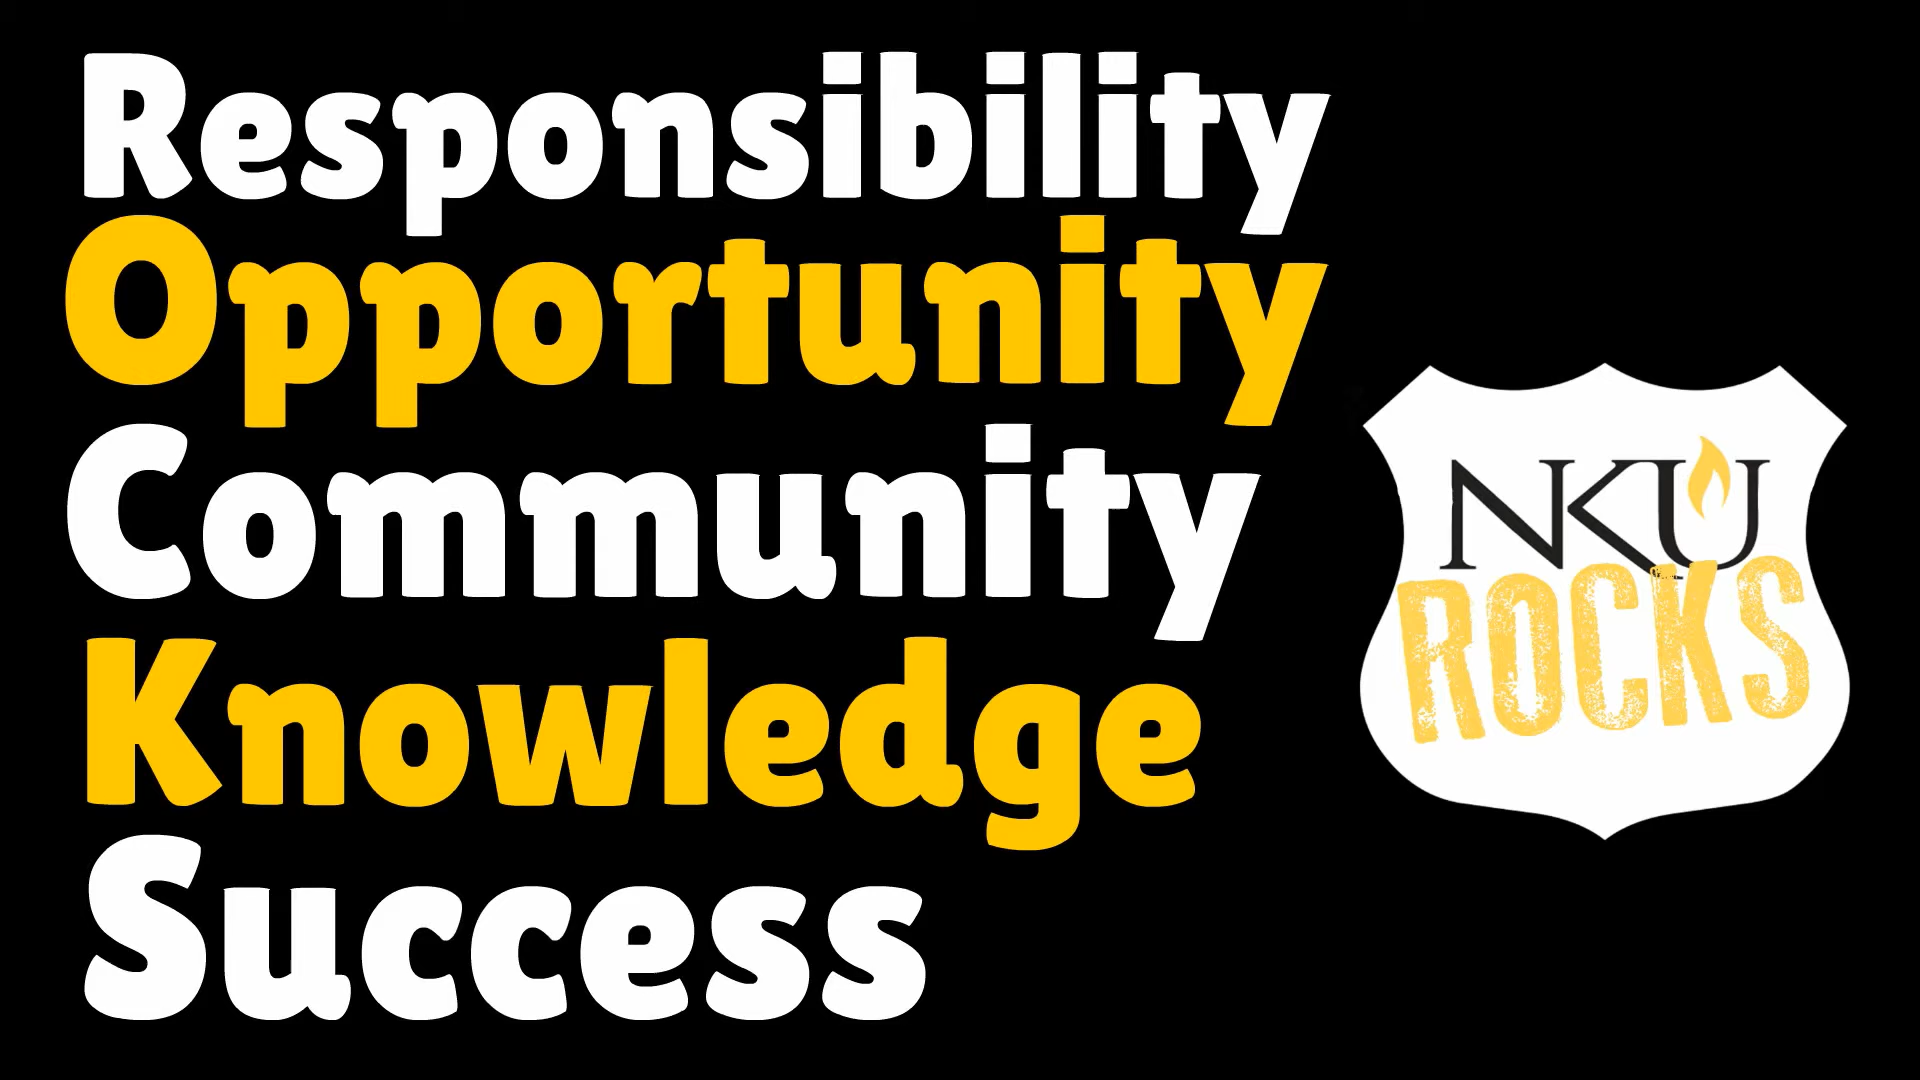 Responsibility
Opportunity
Community
Knowledge
Success
NKU
ROCKS